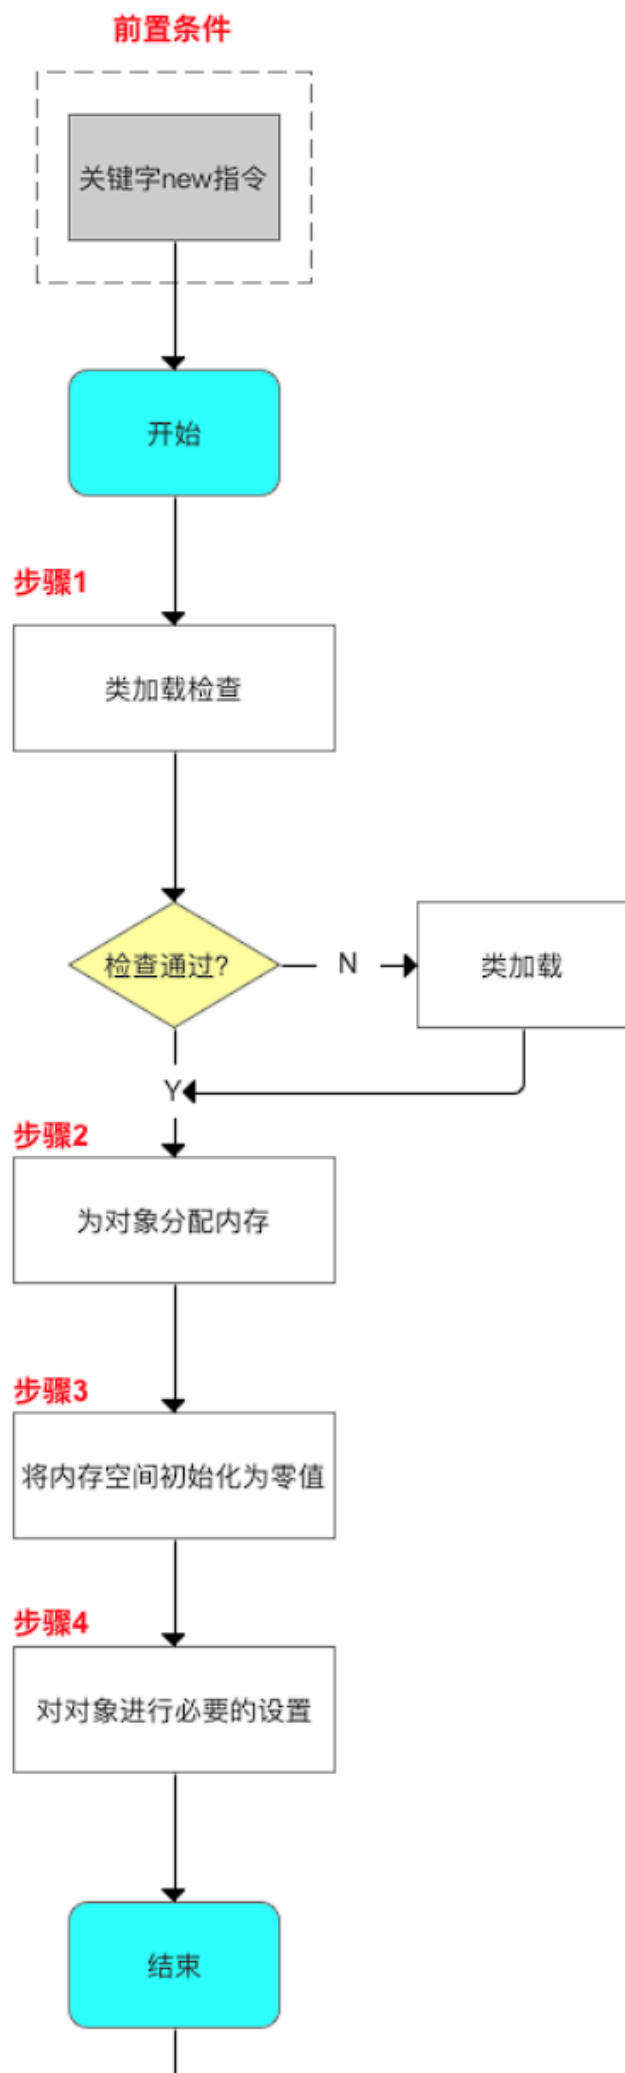 前置条件
关键字new指令
开始
步骤1
类加载检查
检查通过?
N
类加载
Y
步骤2
为对象分配内存
步骤3
将内存空间初始化为零值
步骤4
对对象进行必要的设置
结束